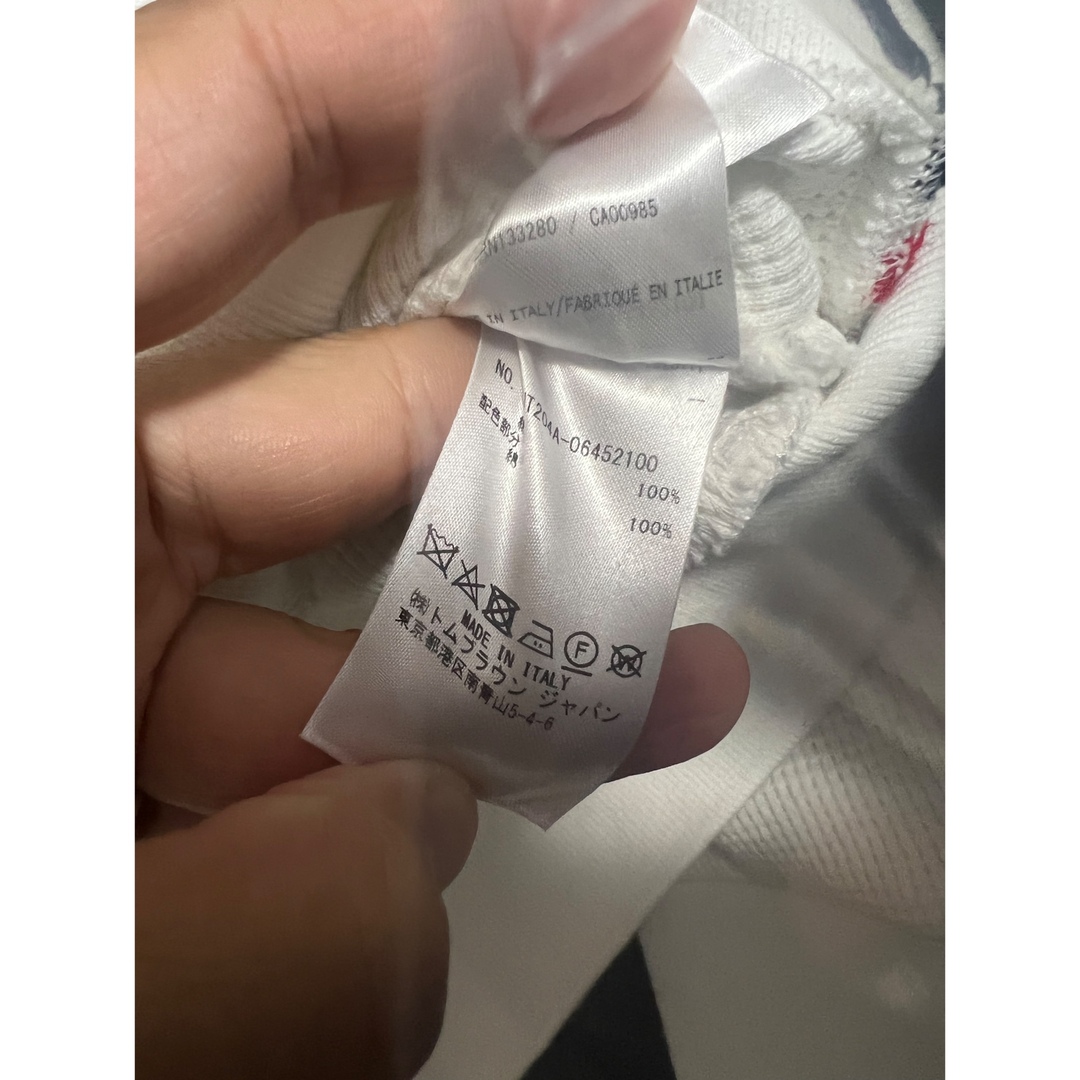 RN133280 / CA00985
IN ITALY/FABRIQUÉ EN ITALIE
NO. T204A-06452100
100%
配色部分
綿 100%
MADE IN ITALY
㈱トムブラウン ジャパン
東京都港区南青山5-4-6